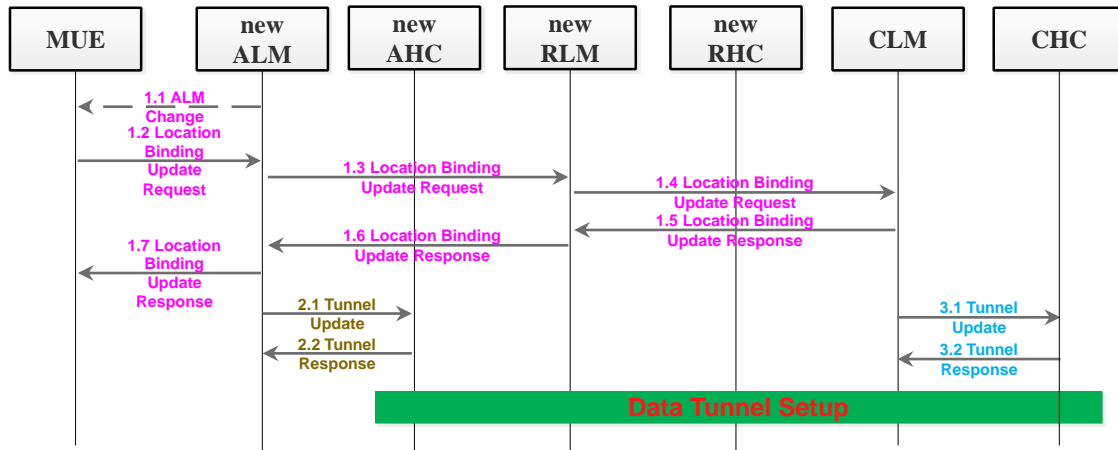 MUE
new
ALM
new
AHC
new
RLM
new
RHC
CLM
CHC
1.1 ALM
Change
1.2 Location
Binding
Update
Request
1.3 Location Binding
Update Request
1.4 Location Binding
Update Request
1.5 Location Binding
Update Response
1.6 Location Binding
Update Response
1.7 Location
Binding
Update
Response
2.1 Tunnel
Update
2.2 Tunnel
Response
3.1 Tunnel
Update
3.2 Tunnel
Response
Data Tunnel Setup